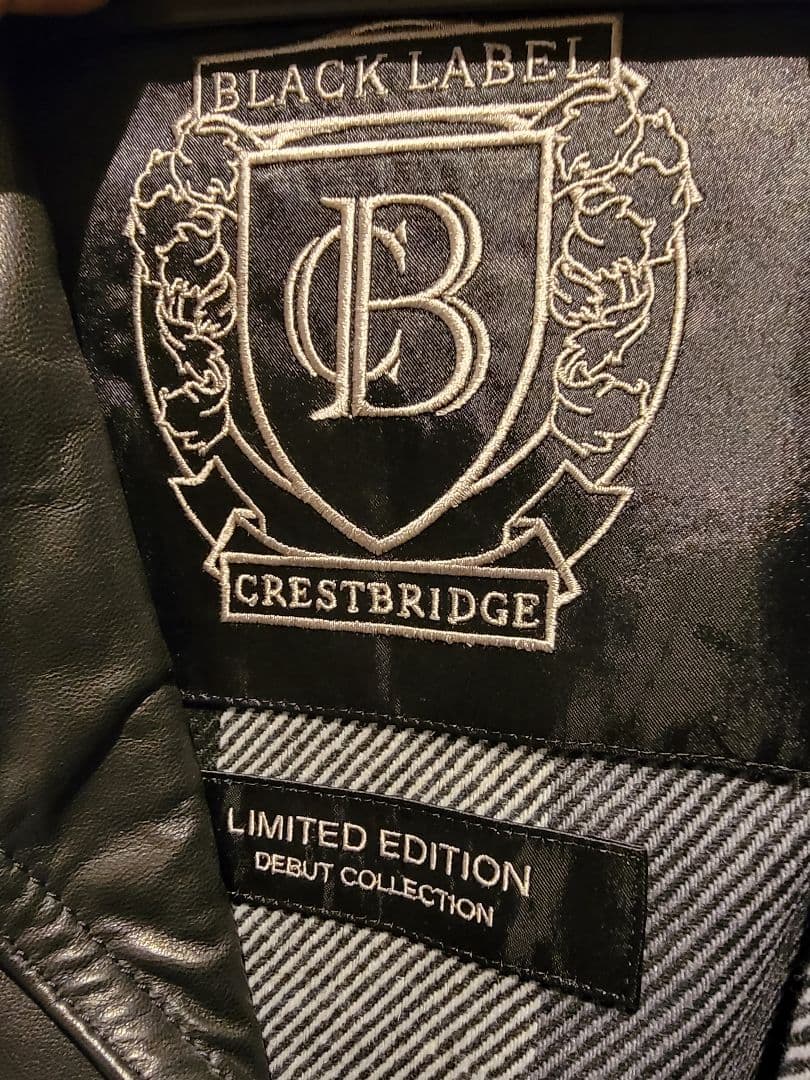 BLACK LABEL
CB
CRESTBRIDGE
LIMITED EDITION
DEBUT COLLECTION